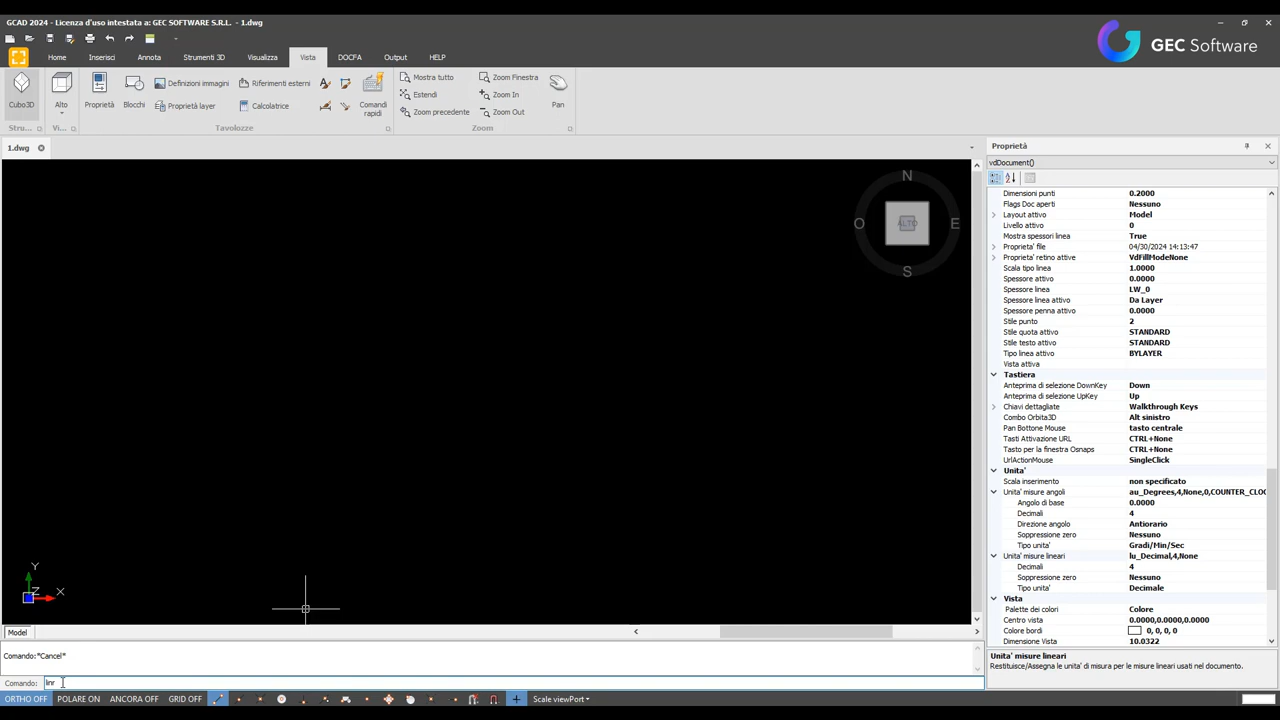 GCAD 2024 - Licenza d'uso intestata a: GEC SOFTWARE S.R.L. - 1.dwg
GEC Software
Home
Inserisci
Annota
Strumenti 3D
Visualizza
Vista
DOCFA
Output
HELP
Cubo3D
Alto
Proprietà
Blocchi
Definizioni immagini
Proprietà layer
Riferimenti esterni
Calcolatrice
Comandi
rapidi
Mostra tutto
Estendi
Zoom precedente
Zoom Finestra
Zoom In
Zoom Out
Pan
Stru...
Vi...
Tavolozze
Zoom
1.dwg
Proprietà
vdDocument()
Dimensioni punti 0.2000
Flags Doc aperti Nessuno
Layout attivo Model
Livello attivo 0
Mostra spessori linea True
Proprieta' file 04/30/2024 14:13:47
Proprieta' retino attive VdFillModeNone
Scala tipo linea 1.0000
Spessore attivo 0.0000
Spessore linea LW_0
Spessore linea attivo Da Layer
Spessore penna attivo 0.0000
Stile punto 2
Stile quota attivo STANDARD
Stile testo attivo STANDARD
Tipo linea attivo BYLAYER
Vista attiva
Tastiera
Anteprima di selezione DownKey Down
Anteprima di selezione UpKey Up
Chiavi dettagliate Walkthrough Keys
Combo Orbita3D Alt sinistro
Pan Bottone Mouse tasto centrale
Tasti Attivazione URL CTRL+None
Tasto per la finestra Osnaps CTRL+None
UrlActionMouse SingleClick
Unita'
Scala inserimento non specificato
Unita' misure angoli au_Degrees,4,None,0,COUNTER_CLOC
Angolo di base 0.0000
Decimali 4
Direzione angolo Antiorario
Soppressione zero Nessuno
Tipo unita' Gradi/Min/Sec
Unita' misure lineari lu_Decimal,4,None
Decimali 4
Soppressione zero Nessuno
Tipo unita' Decimale
Vista
Palette dei colori Colore
Centro vista 0.0000,0.0000,0.0000
Colore bordi 0, 0, 0, 0
Dimensione Vista 10.0322
Unita' misure lineari
Restituisce/Assegna le unita' di misura per le misure lineari usati nel documento.
N
O
ALTO
E
S
Y
Z
X
Model
Comando:*Cancel*
Comando: linr
ORTHO OFF
POLARE ON
ANCORA OFF
GRID OFF
Scale viewPort